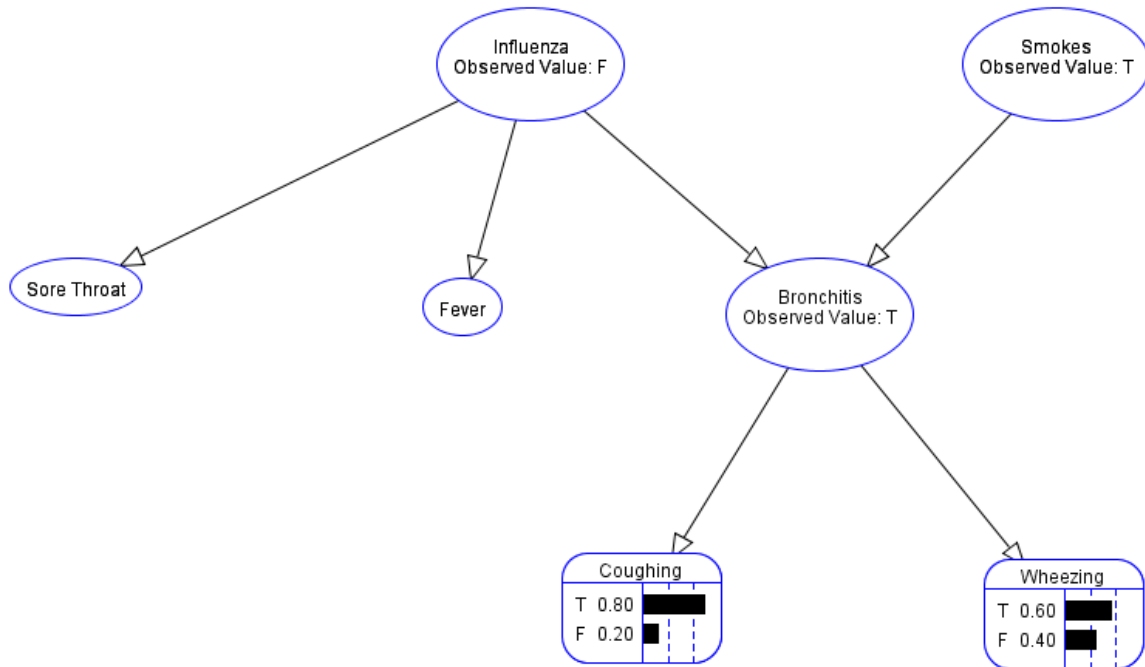 Influenza
Observed Value: F
Smokes
Observed Value: T
Sore Throat
Fever
Bronchitis
Observed Value: T
Coughing
T 0.80
F 0.20
Wheezing
T 0.60
F 0.40